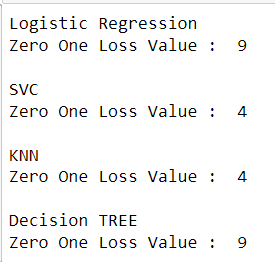 Logistic Regression
Zero One Loss Value :  9
SVC
Zero One Loss Value :  4
KNN
Zero One Loss Value :  4
Decision TREE
Zero One Loss Value :  9